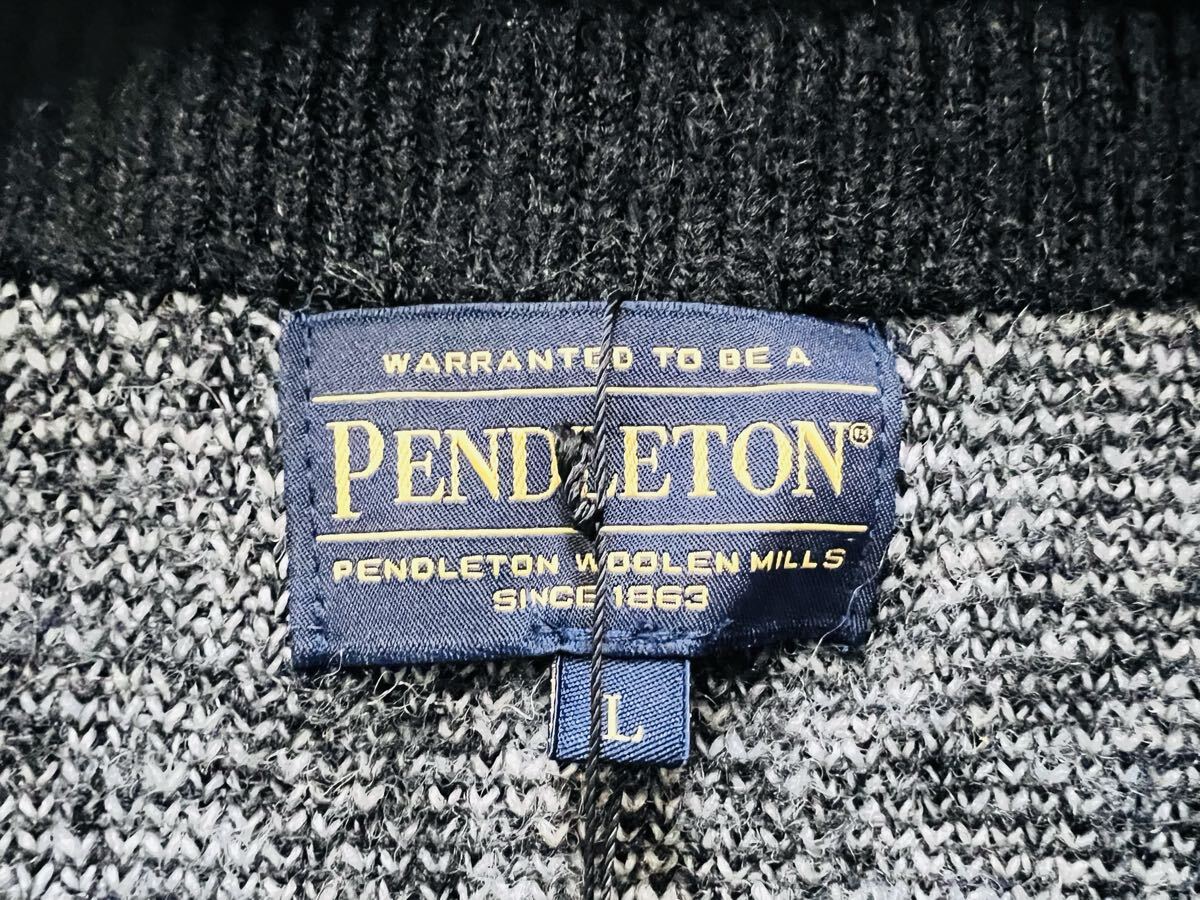 WARRANTED TO BE A
PENDLETON®
PENDLETON WOOLEN MILLS
SINCE 1863
L